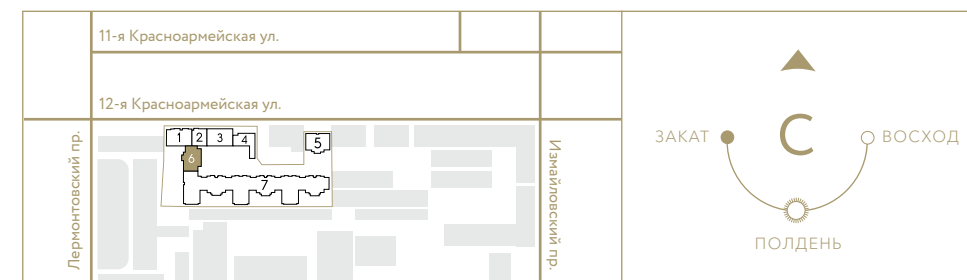 11-я Красноармейская ул.
12-я Красноармейская ул.
Лермонтовский пр.
1 2 3 4 5
6
7
Измайловский пр.
С
ЗАКАТ
ВОСХОД
ПОЛДЕНЬ